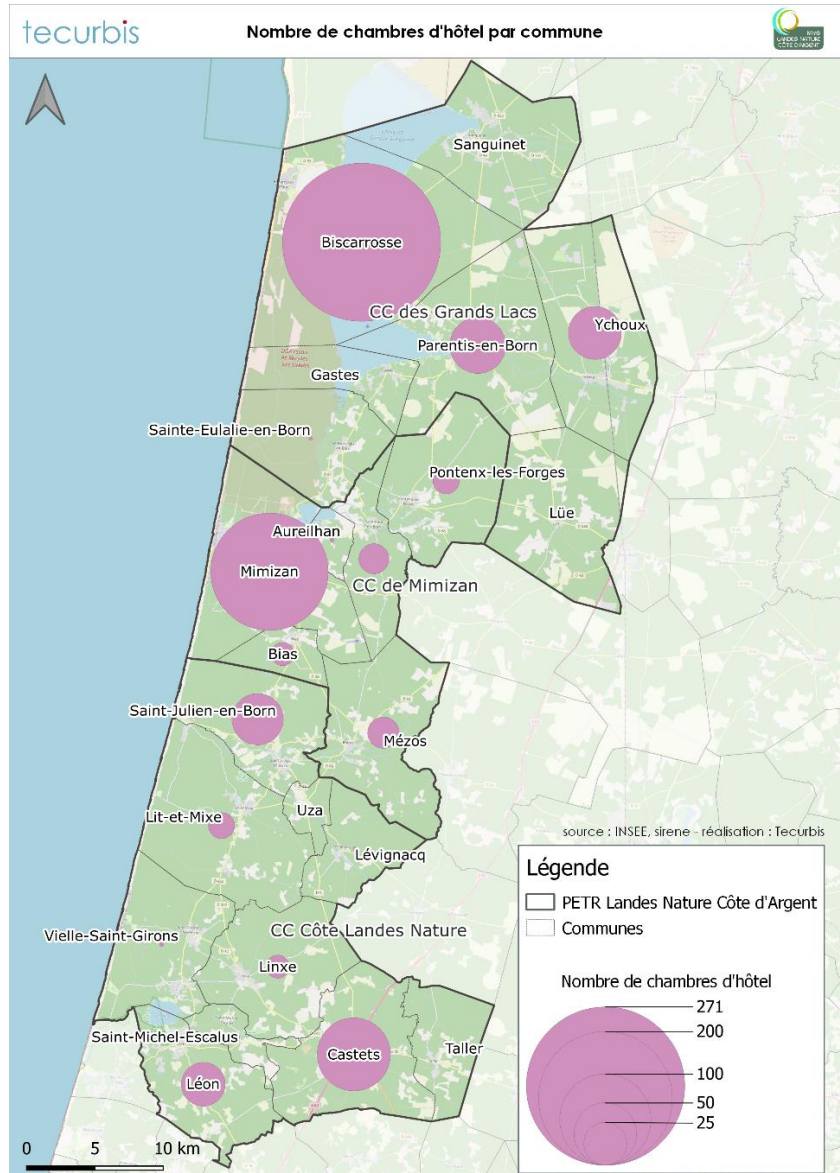 tecurbis
Nombre de chambres d'hôtel par commune
LANDES NATURE
CÔTE D'ARGENT
Sanguinet
Biscarrosse
CC des Grands Lacs
Ychoux
Parentis-en-Born
Gastes
Sainte-Eulalie-en-Born
Pontenx-les-Forges
Lüe
Aureilhan
Mimizan
CC de Mimizan
Bias
Saint-Julien-en-Born
Mézos
Lit-et-Mixe
Uza
source : INSEE, sirene - réalisation : Tecurbis
Lévignacq
Légende
PETR Landes Nature Côte d'Argent
Communes
Vielle-Saint-Girons
CC Côte Landes Nature
Linxe
Nombre de chambres d'hôtel
271
200
100
50
25
Saint-Michel-Escalus
Castets
Taller
Léon
0 5 10 km